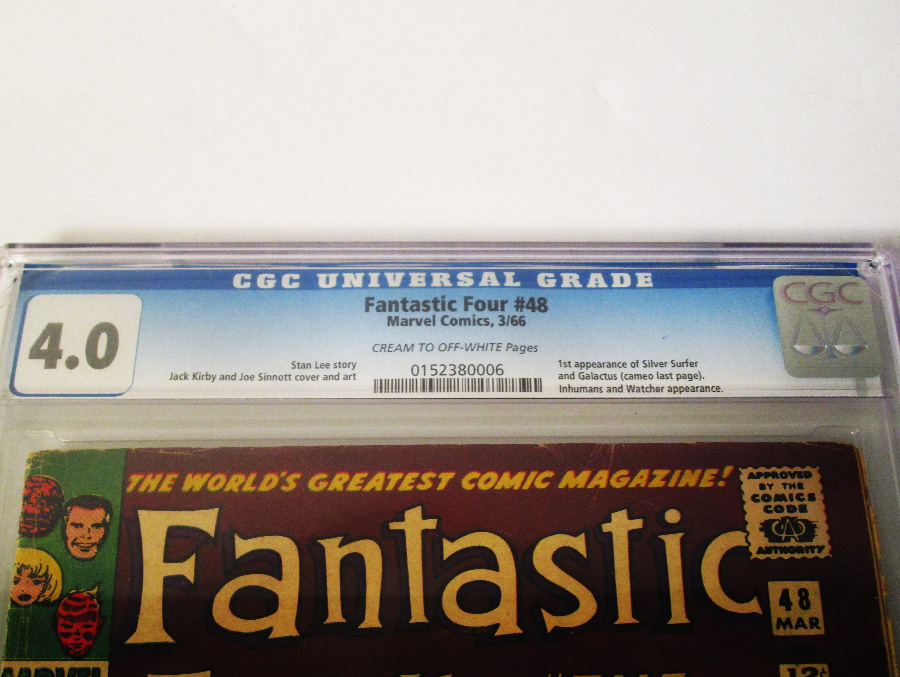 CGC UNIVERSAL GRADE
4.0
Fantastic Four #48
Marvel Comics, 3/66
CREAM TO OFF-WHITE Pages
Stan Lee story
Jack Kirby and Joe Sinnott cover and art
0152380006
1st appearance of Silver Surfer
and Galactus (cameo last page).
Inhumans and Watcher appearance.
CGC
THE WORLD'S GREATEST COMIC MAGAZINE!
Fantastic
APPROVED
BY THE
COMICS
CODE
CA
AUTHORITY
48
MAR
12¢
MARVEL